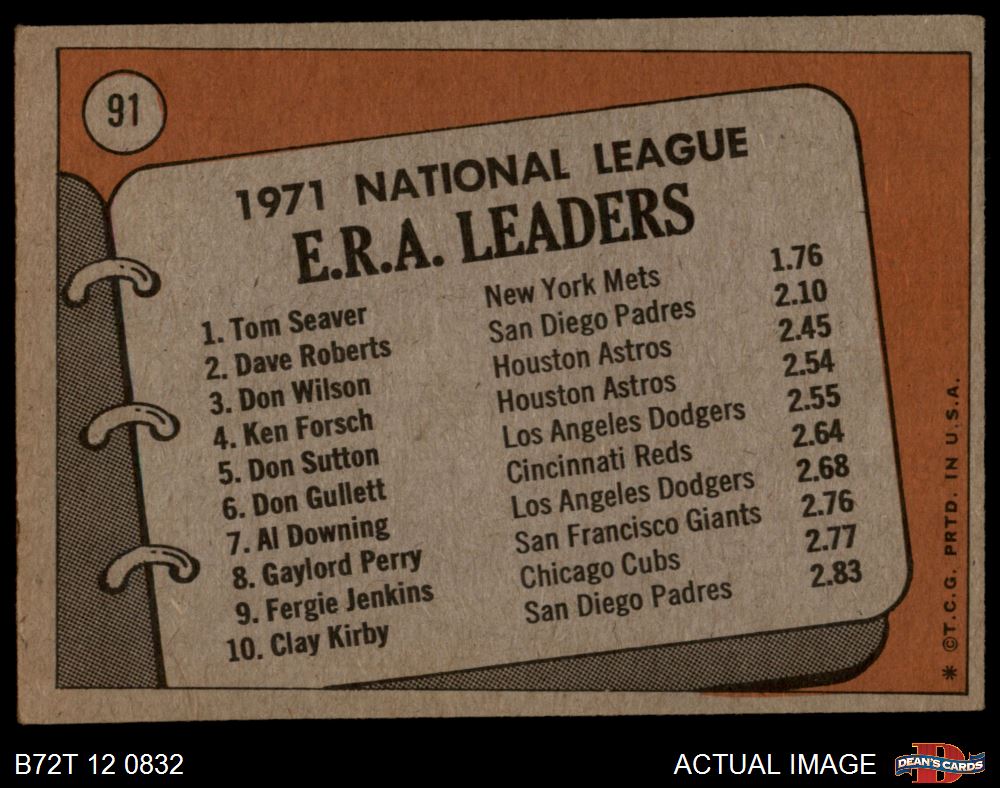 91
1971 NATIONAL LEAGUE
E.R.A. LEADERS
1. Tom Seaver New York Mets 1.76
2. Dave Roberts San Diego Padres 2.10
3. Don Wilson Houston Astros 2.45
4. Ken Forsch Houston Astros 2.54
5. Don Sutton Los Angeles Dodgers 2.55
6. Don Gullett Cincinnati Reds 2.64
7. Al Downing Los Angeles Dodgers 2.68
8. Gaylord Perry San Francisco Giants 2.76
9. Fergie Jenkins Chicago Cubs 2.77
10. Clay Kirby San Diego Padres 2.83
* ©T.C.G. PRTD. IN U.S.A.
B72T 12 0832 ACTUAL IMAGE
D
DEAN'S CARDS